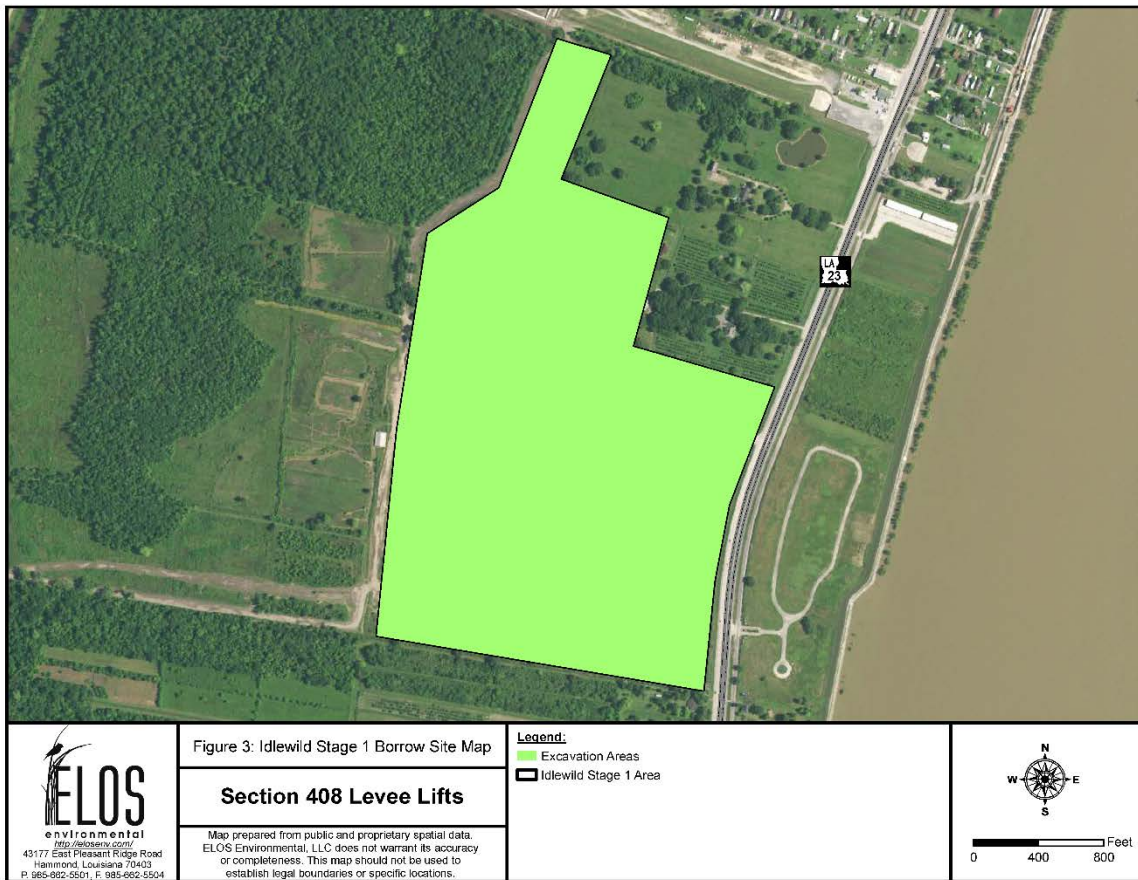 LA
23
ELOS
environmental
http://elosenv.com/
43177 East Pleasant Ridge Road
Hammond, Louisiana 70403
P. 985-662-5501, F. 985-662-5504
Figure 3: Idlewild Stage 1 Borrow Site Map
Section 408 Levee Lifts
Map prepared from public and proprietary spatial data.
ELOS Environmental, LLC does not warrant its accuracy
or completeness. This map should not be used to
establish legal boundaries or specific locations.
Legend:
Excavation Areas
Idlewild Stage 1 Area
N
W E
S
Feet
0 400 800